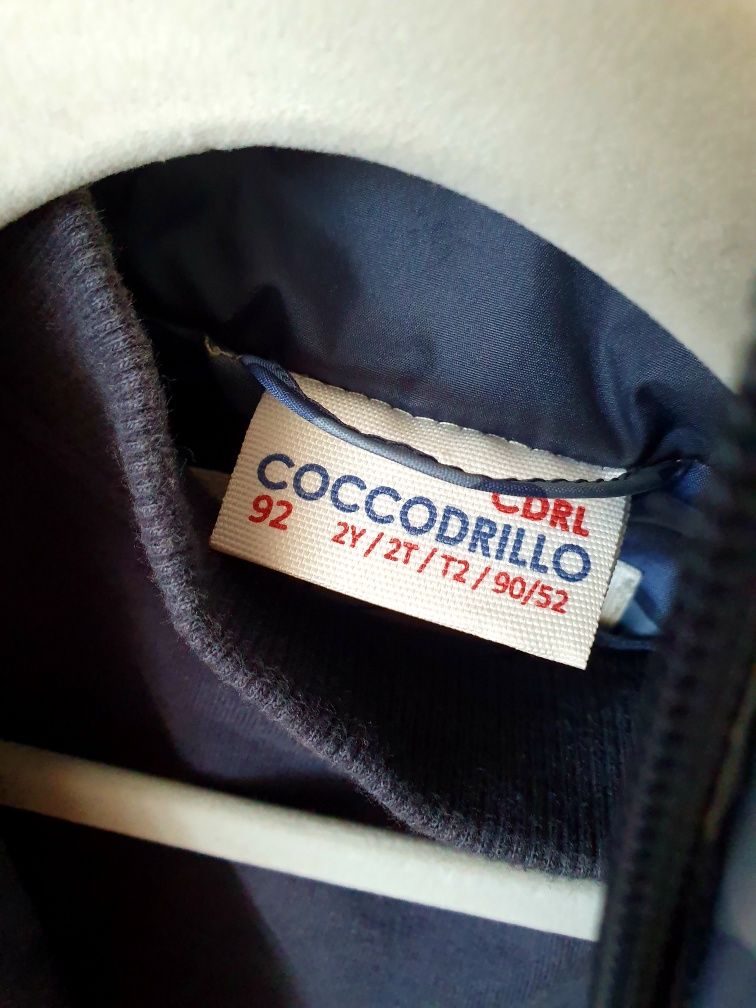 CDRL
COCCODRILLO
92 2Y / 2T / T2 / 90/52